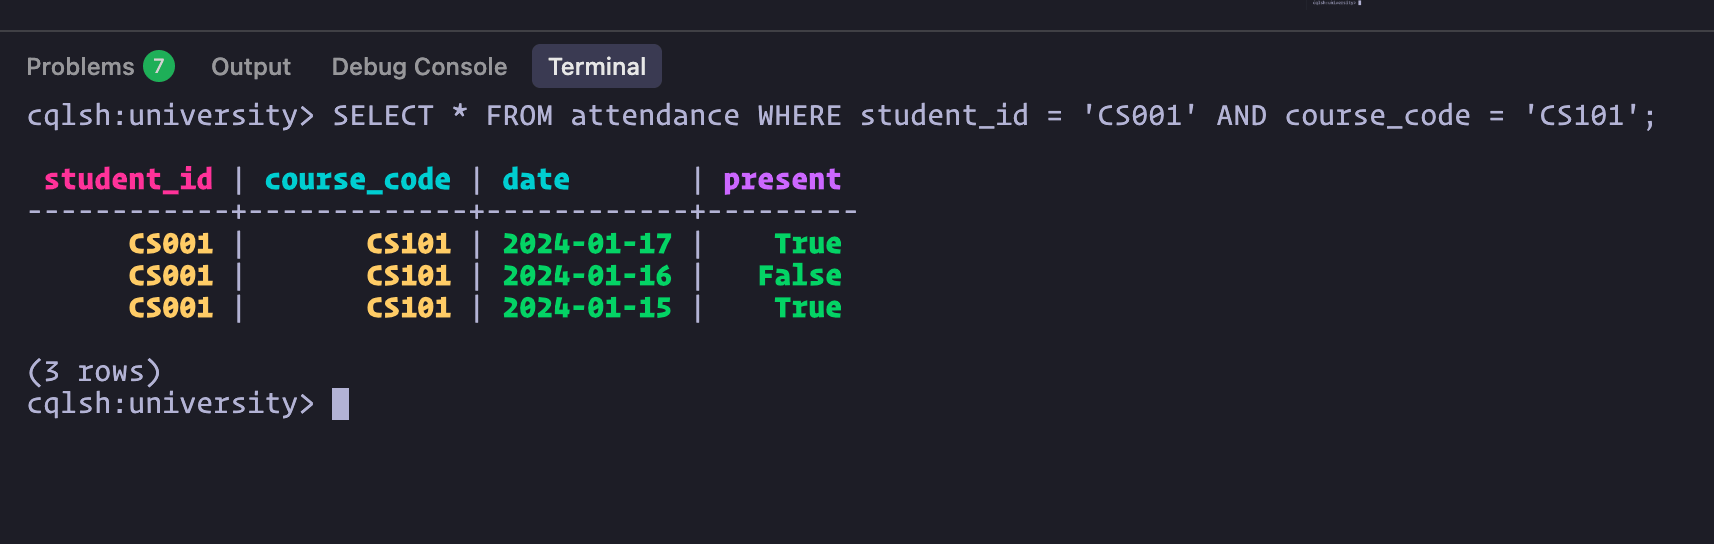 Problems 7 Output Debug Console Terminal
cqlsh:university> SELECT * FROM attendance WHERE student_id = 'CS001' AND course_code = 'CS101';
student_id | course_code | date | present
------------+-------------+------------+---------
CS001 | CS101 | 2024-01-17 | True
CS001 | CS101 | 2024-01-16 | False
CS001 | CS101 | 2024-01-15 | True
(3 rows)
cqlsh:university>